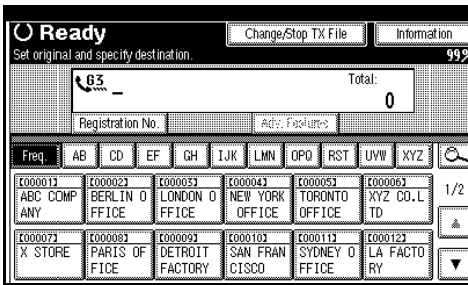 Ready
Change/Stop TX File
Information
Set original and specify destination.
99%
G3
Total:
0
Registration No.
Adv. Features
Freq.
AB
CD
EF
GH
IJK
LMN
OPQ
RST
UVW
XYZ
[00001]
ABC COMP
ANY
[00002]
BERLIN O
FFICE
[00003]
LONDON O
FFICE
[00004]
NEW YORK
OFFICE
[00005]
TORONTO
OFFICE
[00006]
XYZ CO.L
TD
1/2
[00007]
X STORE
[00008]
PARIS OF
FICE
[00009]
DETROIT
FACTORY
[00010]
SAN FRAN
CISCO
[00011]
SYDNEY O
FFICE
[00012]
LA FACTO
RY